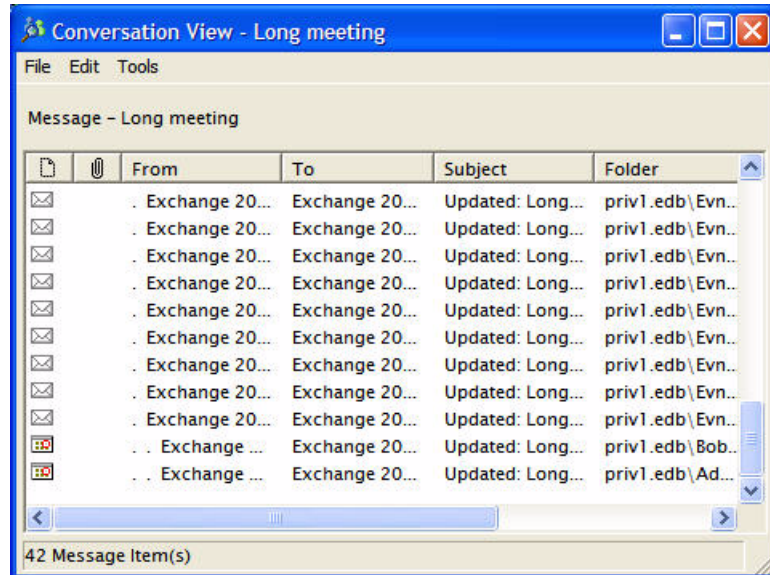 Conversation View - Long meeting
File Edit Tools
Message – Long meeting
From To Subject Folder
. Exchange 20... Exchange 20... Updated: Long... priv1.edb\Evn...
. Exchange 20... Exchange 20... Updated: Long... priv1.edb\Evn...
. Exchange 20... Exchange 20... Updated: Long... priv1.edb\Evn...
. Exchange 20... Exchange 20... Updated: Long... priv1.edb\Evn...
. Exchange 20... Exchange 20... Updated: Long... priv1.edb\Evn...
. Exchange 20... Exchange 20... Updated: Long... priv1.edb\Evn...
. Exchange 20... Exchange 20... Updated: Long... priv1.edb\Evn...
. Exchange 20... Exchange 20... Updated: Long... priv1.edb\Evn...
. Exchange 20... Exchange 20... Updated: Long... priv1.edb\Evn...
. . Exchange ... Exchange 20... Updated: Long... priv1.edb\Bob...
. . Exchange ... Exchange 20... Updated: Long... priv1.edb\Ad...
42 Message Item(s)